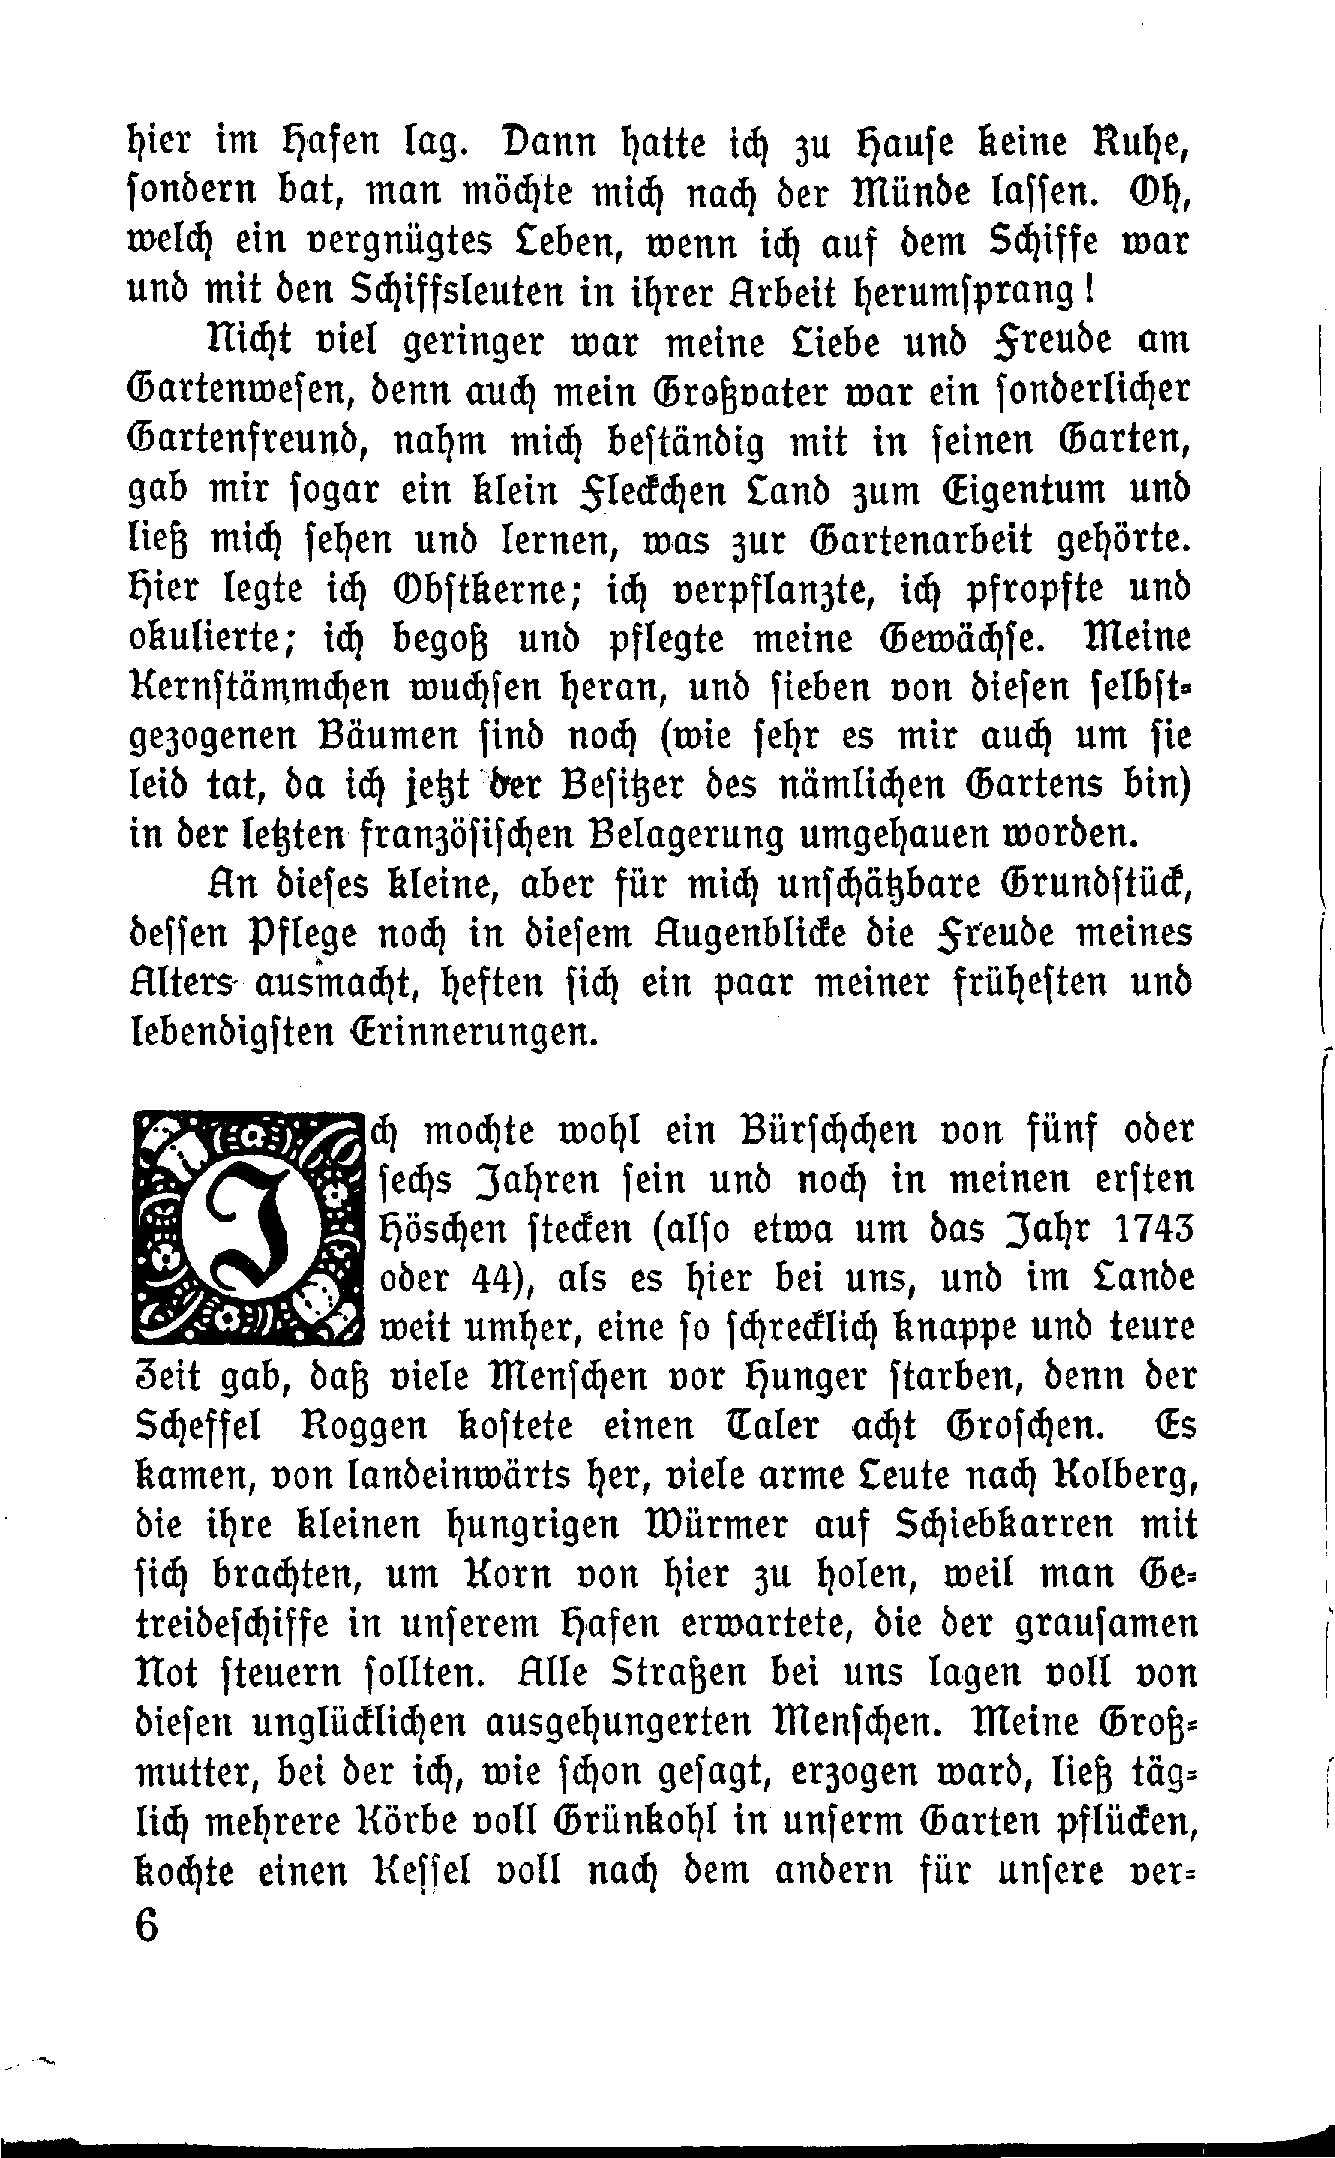 hier im Hafen lag. Dann hatte ich zu Hause keine Ruhe,
sondern bat, man möchte mich nach der Münde lassen. Oh,
welch ein vergnügtes Leben, wenn ich auf dem Schiffe war
und mit den Schiffsleuten in ihrer Arbeit herumsprang!
Nicht viel geringer war meine Liebe und Freude am
Gartenwesen, denn auch mein Großvater war ein sonderlicher
Gartenfreund, nahm mich beständig mit in seinen Garten,
gab mir sogar ein klein Fleckchen Land zum Eigentum und
ließ mich sehen und lernen, was zur Gartenarbeit gehörte.
Hier legte ich Obstkerne; ich verpflanzte, ich pfropfte und
okulierte; ich begoß und pflegte meine Gewächse. Meine
Kernstämmchen wuchsen heran, und sieben von diesen selbst-
gezogenen Bäumen sind noch (wie sehr es mir auch um sie
leid tat, da ich jetzt der Besitzer des nämlichen Gartens bin)
in der letzten französischen Belagerung umgehauen worden.
An dieses kleine, aber für mich unschätzbare Grundstück,
dessen Pflege noch in diesem Augenblicke die Freude meines
Alters ausmacht, heften sich ein paar meiner frühesten und
lebendigsten Erinnerungen.
Ich mochte wohl ein Bürschchen von fünf oder
sechs Jahren sein und noch in meinen ersten
Höschen stecken (also etwa um das Jahr 1743
oder 44), als es hier bei uns, und im Lande
weit umher, eine so schrecklich knappe und teure
Zeit gab, daß viele Menschen vor Hunger starben, denn der
Scheffel Roggen kostete einen Taler acht Groschen. Es
kamen, von landeinwärts her, viele arme Leute nach Kolberg,
die ihre kleinen hungrigen Würmer auf Schiebkarren mit
sich brachten, um Korn von hier zu holen, weil man Ge-
treideschiffe in unserem Hafen erwartete, die der grausamen
Not steuern sollten. Alle Straßen bei uns lagen voll von
diesen unglücklichen ausgehungerten Menschen. Meine Groß-
mutter, bei der ich, wie schon gesagt, erzogen ward, ließ täg-
lich mehrere Körbe voll Grünkohl in unserm Garten pflücken,
kochte einen Kessel voll nach dem andern für unsere ver-
6